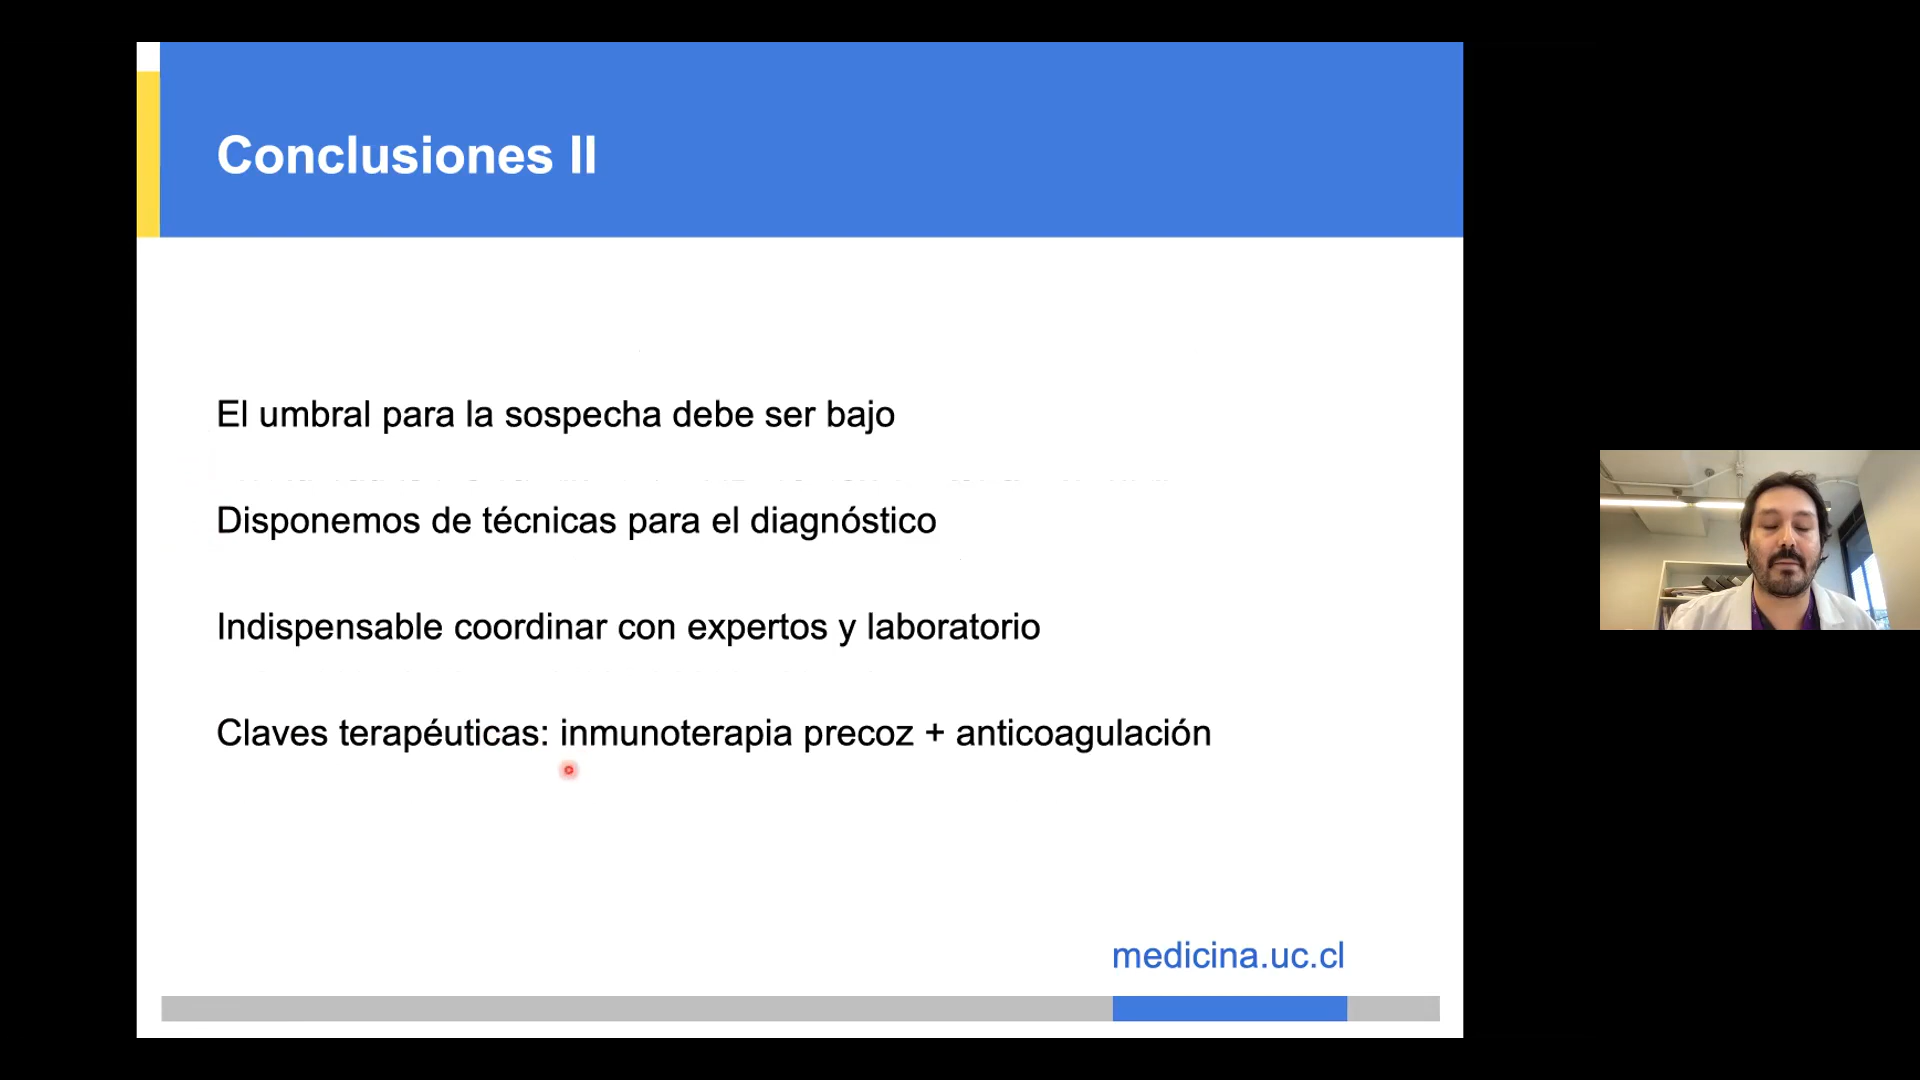 Conclusiones II
El umbral para la sospecha debe ser bajo
Disponemos de técnicas para el diagnóstico
Indispensable coordinar con expertos y laboratorio
Claves terapéuticas: inmunoterapia precoz + anticoagulación
medicina.uc.cl